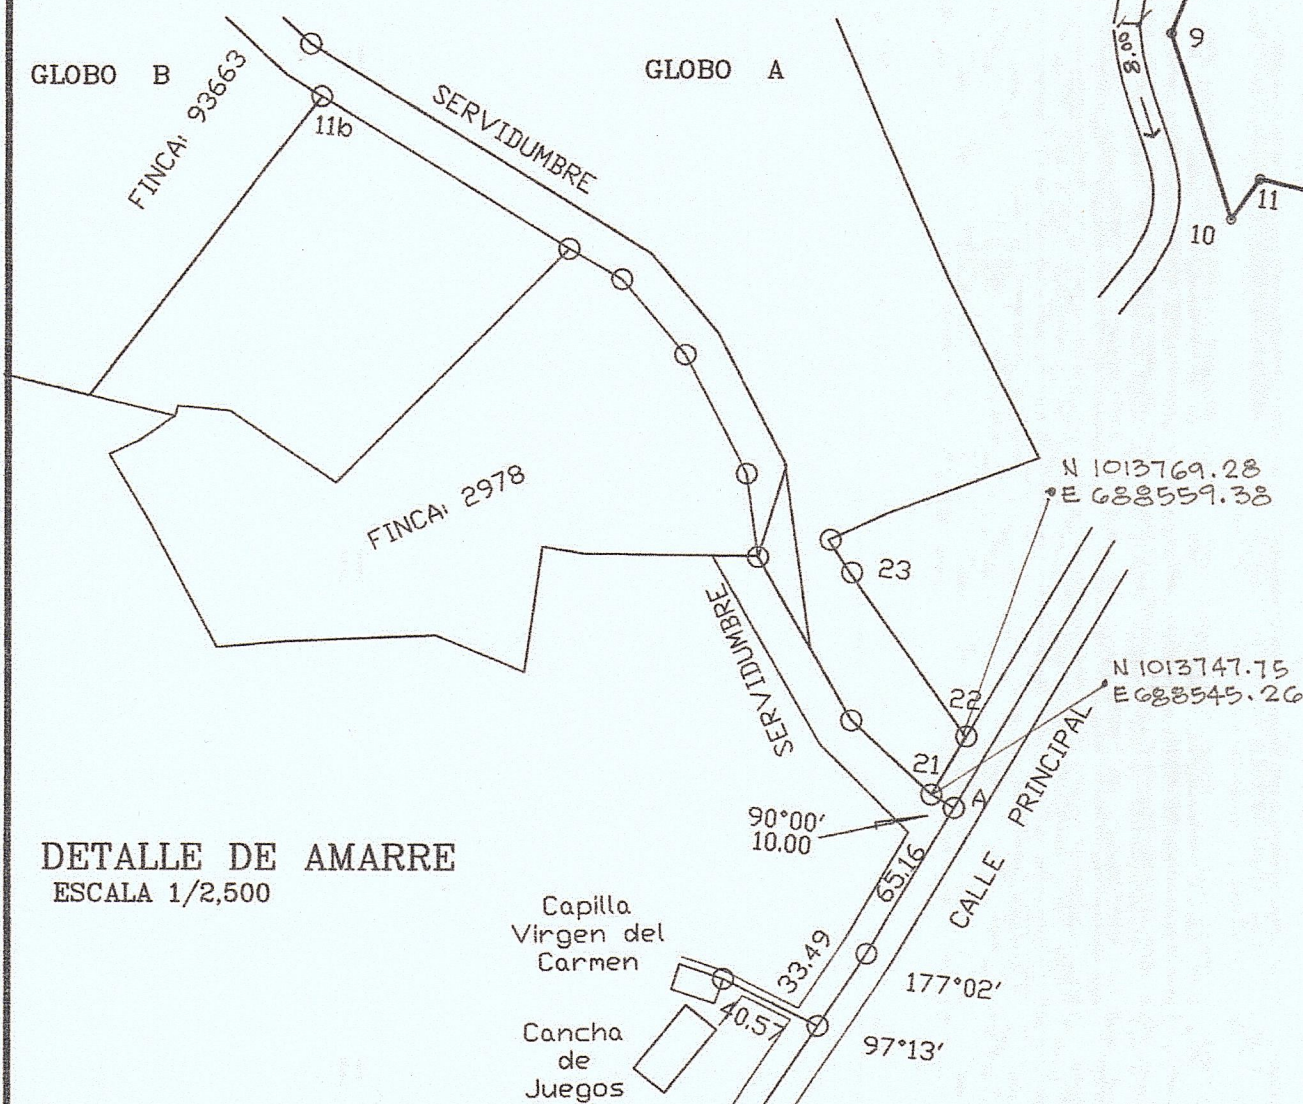 GLOBO B
FINCA: 93663
11b
SERVIDUMBRE
GLOBO A
8.00
9
10
11
FINCA: 2978
N 1013769.28
E 688559.38
23
SERVIDUMBRE
22
21
N 1013747.75
E 688545.26
A
90°00'
10.00
CALLE PRINCIPAL
65.16
DETALLE DE AMARRE
ESCALA 1/2,500
Capilla
Virgen del
Carmen
33.49
40.57
177°02'
97°13'
Cancha
de
Juegos